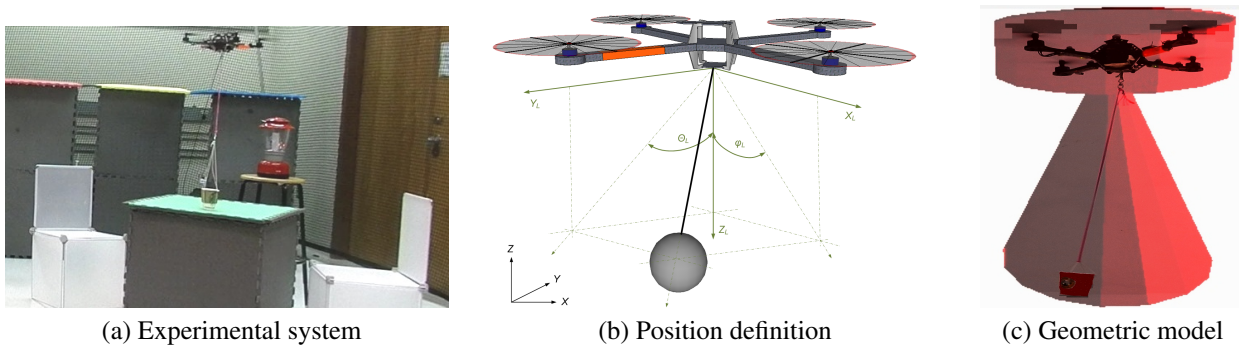 Y_L
X_L
Θ_L
φ_L
Z_L
Z
Y
X
(a) Experimental system
(b) Position definition
(c) Geometric model